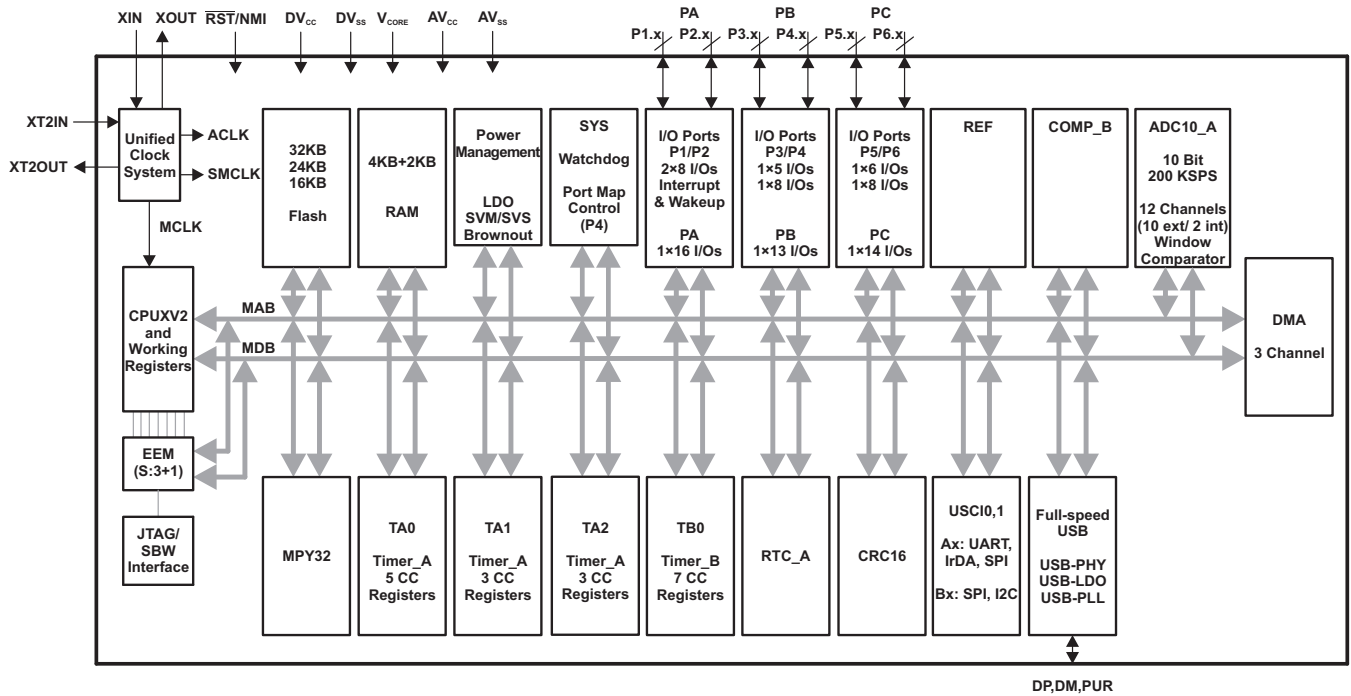 XIN XOUT RST/NMI DVCC DVSS VCORE AVCC AVSS PA PB PC
P1.x P2.x P3.x P4.x P5.x P6.x
XT2IN
XT2OUT
Unified
Clock
System
ACLK
SMCLK
MCLK
32KB
24KB
16KB
Flash
4KB+2KB
RAM
Power
Management
LDO
SVM/SVS
Brownout
SYS
Watchdog
Port Map
Control
(P4)
I/O Ports
P1/P2
2×8 I/Os
Interrupt
& Wakeup
PA
1×16 I/Os
I/O Ports
P3/P4
1×5 I/Os
1×8 I/Os
PB
1×13 I/Os
I/O Ports
P5/P6
1×6 I/Os
1×8 I/Os
PC
1×14 I/Os
REF
COMP_B
ADC10_A
10 Bit
200 KSPS
12 Channels
(10 ext/ 2 int)
Window
Comparator
CPUXV2
and
Working
Registers
MAB
MDB
DMA
3 Channel
EEM
(S:3+1)
JTAG/
SBW
Interface
MPY32
TA0
Timer_A
5 CC
Registers
TA1
Timer_A
3 CC
Registers
TA2
Timer_A
3 CC
Registers
TB0
Timer_B
7 CC
Registers
RTC_A
CRC16
USCI0,1
Ax: UART,
IrDA, SPI
Bx: SPI, I2C
Full-speed
USB
USB-PHY
USB-LDO
USB-PLL
DP,DM,PUR